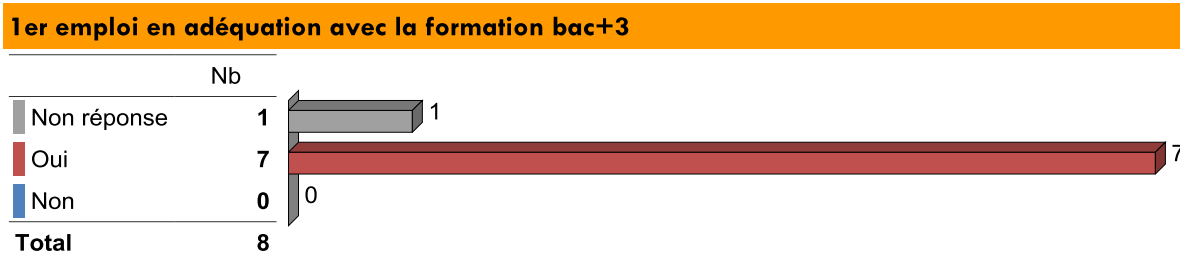 1er emploi en adéquation avec la formation bac+3
Nb
Non réponse 1 1
Oui 7 7
Non 0 0
Total 8